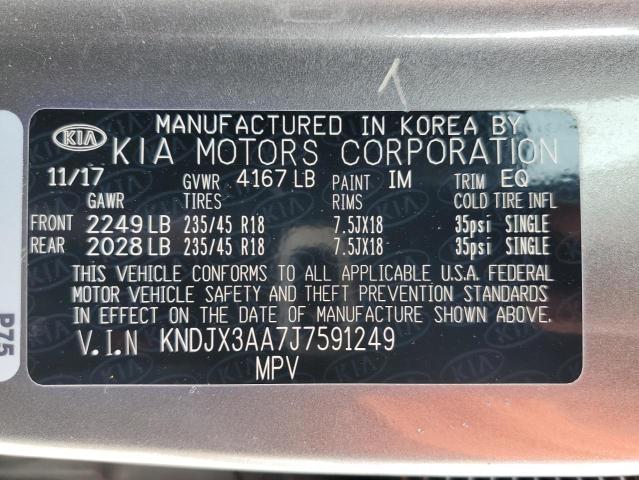 KIA
MANUFACTURED IN KOREA BY
KIA MOTORS CORPORATION
11/17 GVWR 4167 LB PAINT IM TRIM EQ
GAWR TIRES RIMS COLD TIRE INFL
FRONT 2249 LB 235/45 R18 7.5JX18 35psi SINGLE
REAR 2028 LB 235/45 R18 7.5JX18 35psi SINGLE
THIS VEHICLE CONFORMS TO ALL APPLICABLE U.S.A. FEDERAL
MOTOR VEHICLE SAFETY AND THEFT PREVENTION STANDARDS
IN EFFECT ON THE DATE OF MANUFACTURE SHOWN ABOVE.
V.I.N KNDJX3AA7J7591249
MPV
P75